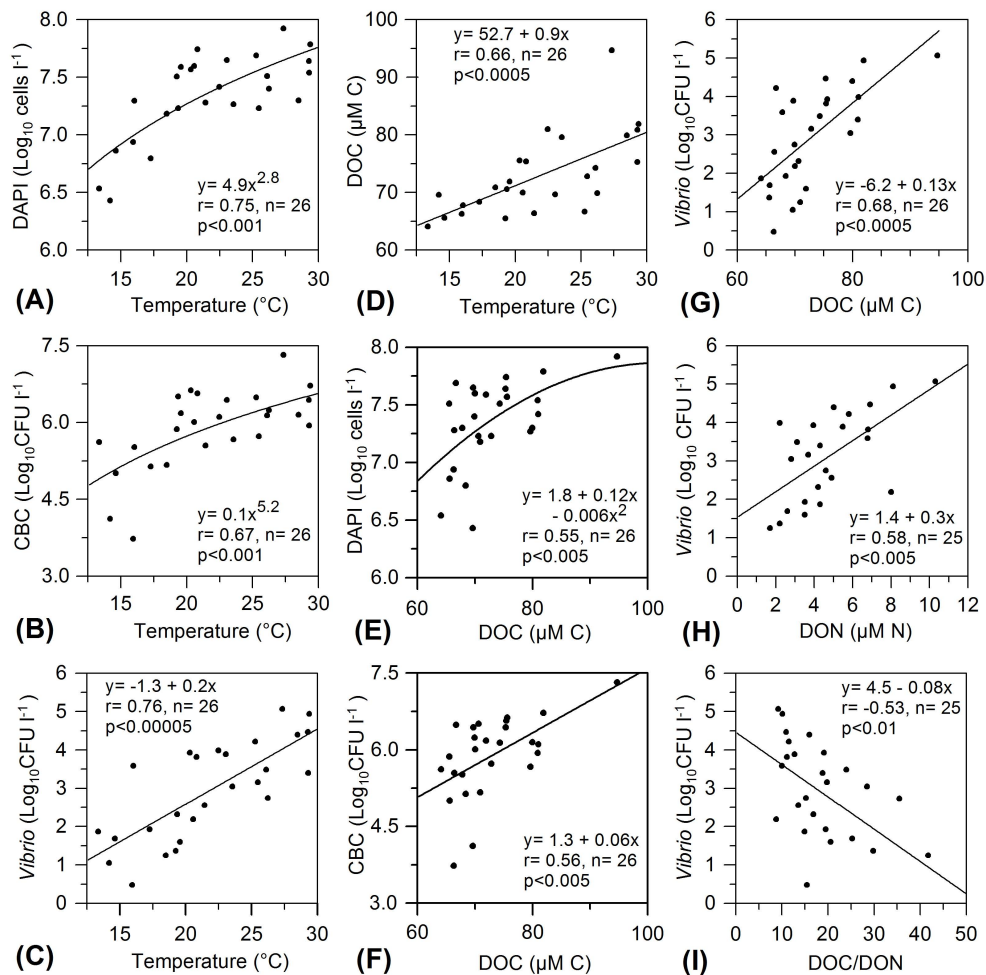 8.0
7.5
7.0
6.5
6.0
DAPI (Log10 cells l-1)
y= 4.9x2.8
r= 0.75, n= 26
p<0.001
15
20
25
30
(A)
Temperature (°C)
100
90
80
70
60
DOC (µM C)
y= 52.7 + 0.9x
r= 0.66, n= 26
p<0.0005
15
20
25
30
(D)
Temperature (°C)
6
5
4
3
2
1
0
Vibrio (Log10CFU l-1)
y= -6.2 + 0.13x
r= 0.68, n= 26
p<0.0005
60
80
100
(G)
DOC (µM C)
7.5
6.0
4.5
3.0
CBC (Log10CFU l-1)
y= 0.1x5.2
r= 0.67, n= 26
p<0.001
15
20
25
30
(B)
Temperature (°C)
8.0
7.5
7.0
6.5
6.0
DAPI (Log10 cells l-1)
y= 1.8 + 0.12x
- 0.006x2
r= 0.55, n= 26
p<0.005
60
80
100
(E)
DOC (µM C)
6
5
4
3
2
1
0
Vibrio (Log10 CFU l-1)
y= 1.4 + 0.3x
r= 0.58, n= 25
p<0.005
0
2
4
6
8
10
12
(H)
DON (µM N)
6
5
4
3
2
1
0
Vibrio (Log10CFU l-1)
y= -1.3 + 0.2x
r= 0.76, n= 26
p<0.00005
15
20
25
30
(C)
Temperature (°C)
7.5
6.0
4.5
3.0
CBC (Log10CFU l-1)
y= 1.3 + 0.06x
r= 0.56, n= 26
p<0.005
60
80
100
(F)
DOC (µM C)
6
5
4
3
2
1
0
Vibrio (Log10CFU l-1)
y= 4.5 - 0.08x
r= -0.53, n= 25
p<0.01
0
10
20
30
40
50
(I)
DOC/DON